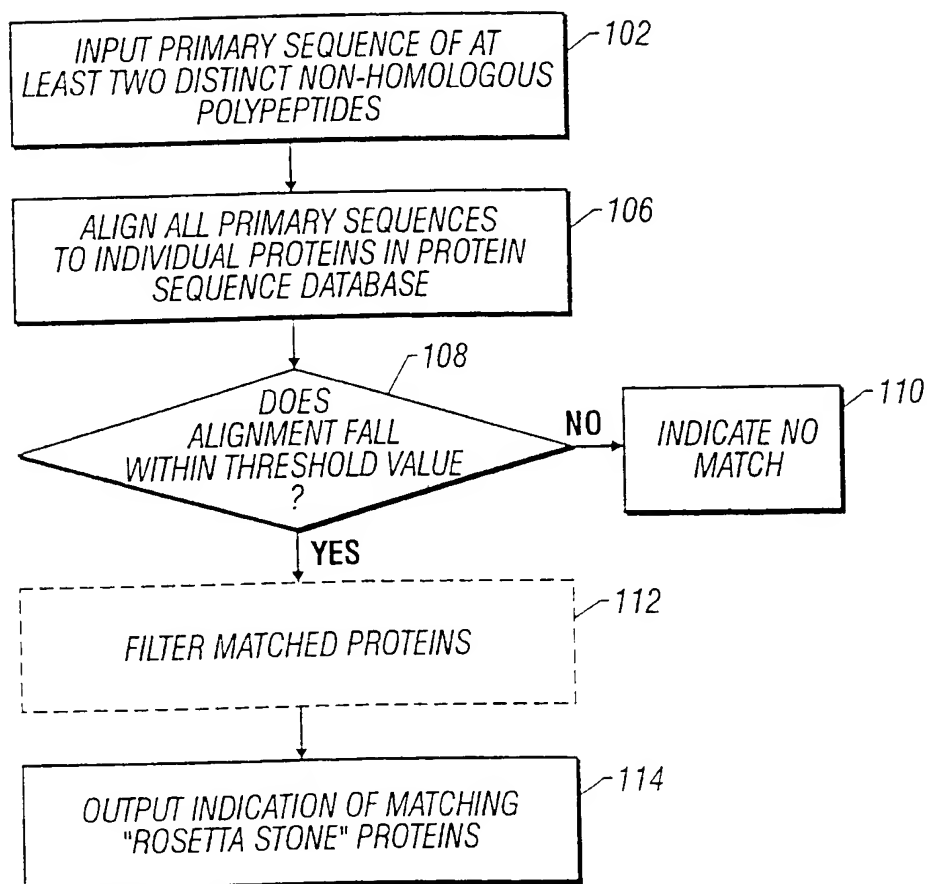 INPUT PRIMARY SEQUENCE OF AT
LEAST TWO DISTINCT NON-HOMOLOGOUS
POLYPEPTIDES
102
ALIGN ALL PRIMARY SEQUENCES
TO INDIVIDUAL PROTEINS IN PROTEIN
SEQUENCE DATABASE
106
108
DOES
ALIGNMENT FALL
WITHIN THRESHOLD VALUE
?
NO
110
INDICATE NO
MATCH
YES
112
FILTER MATCHED PROTEINS
114
OUTPUT INDICATION OF MATCHING
"ROSETTA STONE" PROTEINS